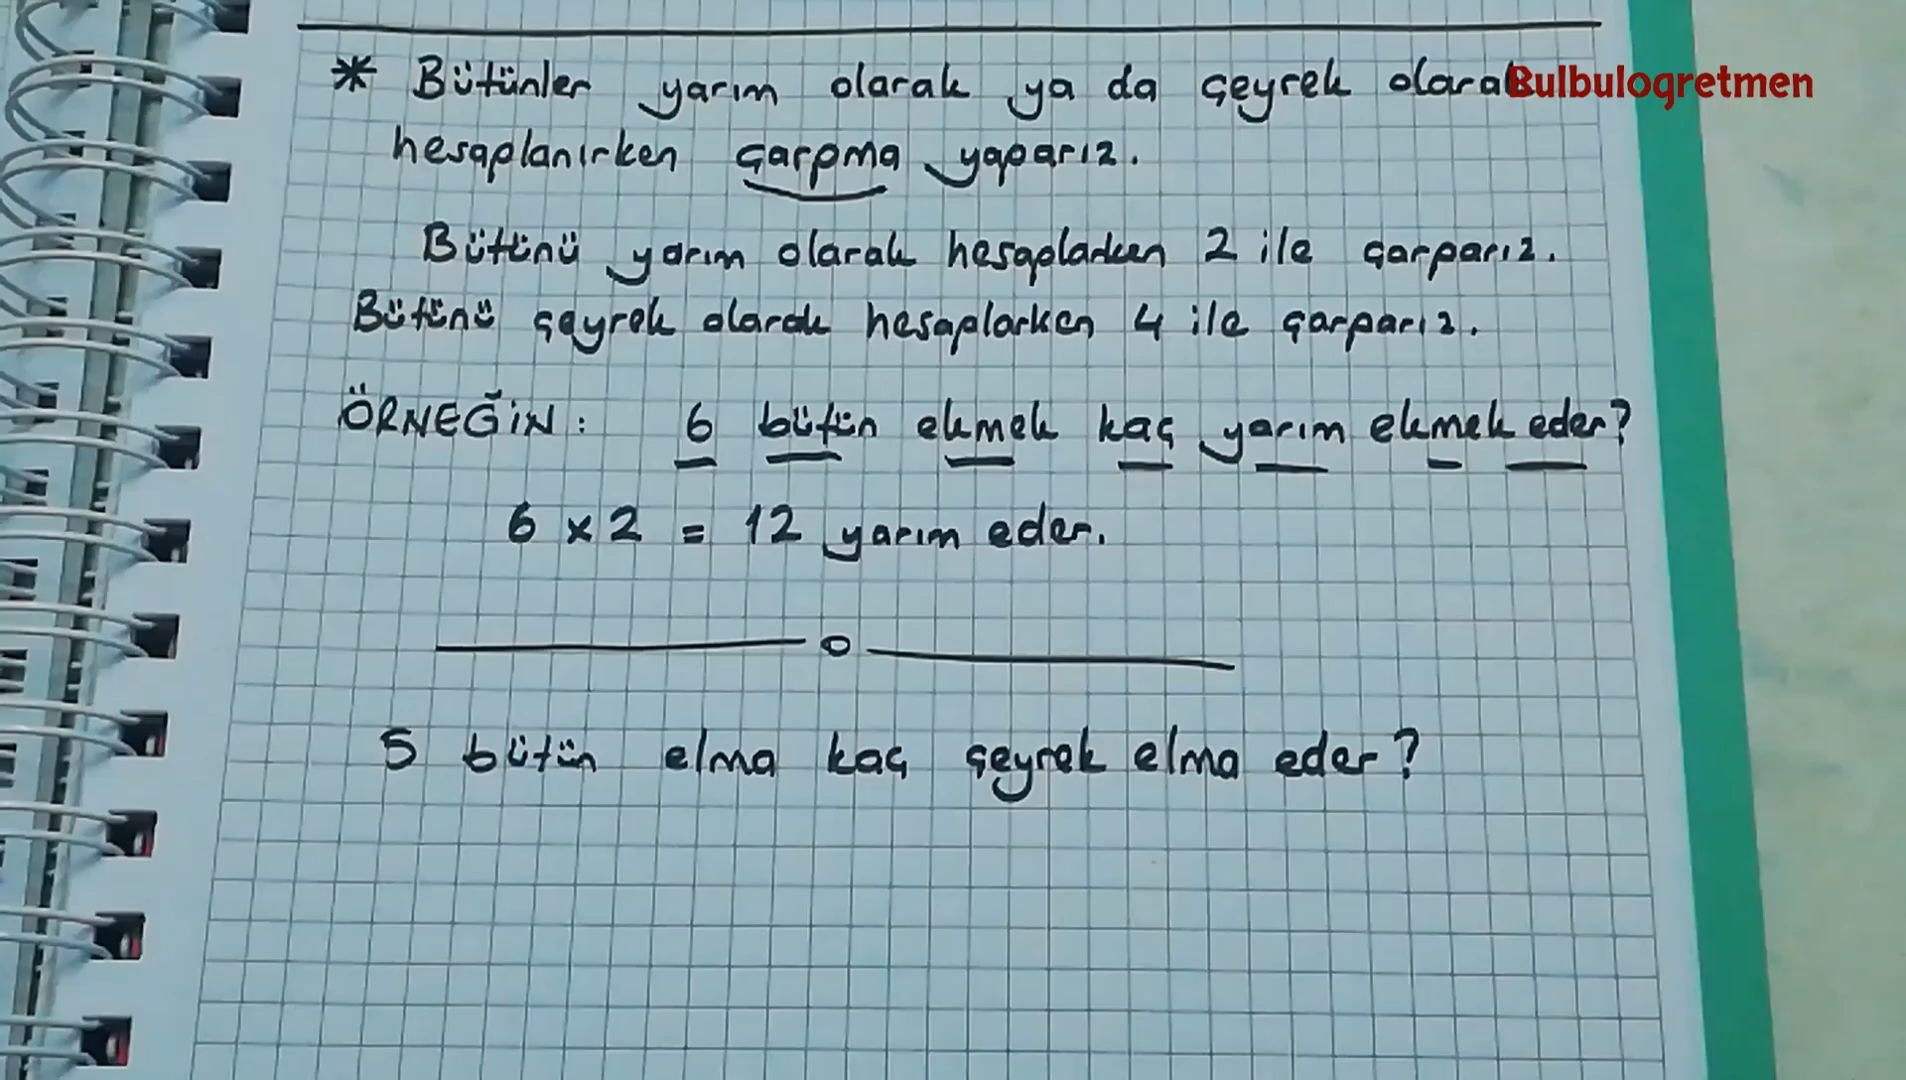 * Bütünler yarım olarak ya da çeyrek olarak
Bulbulogretmen
hesaplanırken çarpma yaparız.
Bütünü yarım olarak hesaplarken 2 ile çarparız.
Bütünü çeyrek olarak hesaplarken 4 ile çarparız.
ÖRNEĞİN: 6 bütün ekmek kaç yarım ekmek eder?
6 x 2 = 12 yarım eder.
5 bütün elma kaç çeyrek elma eder?